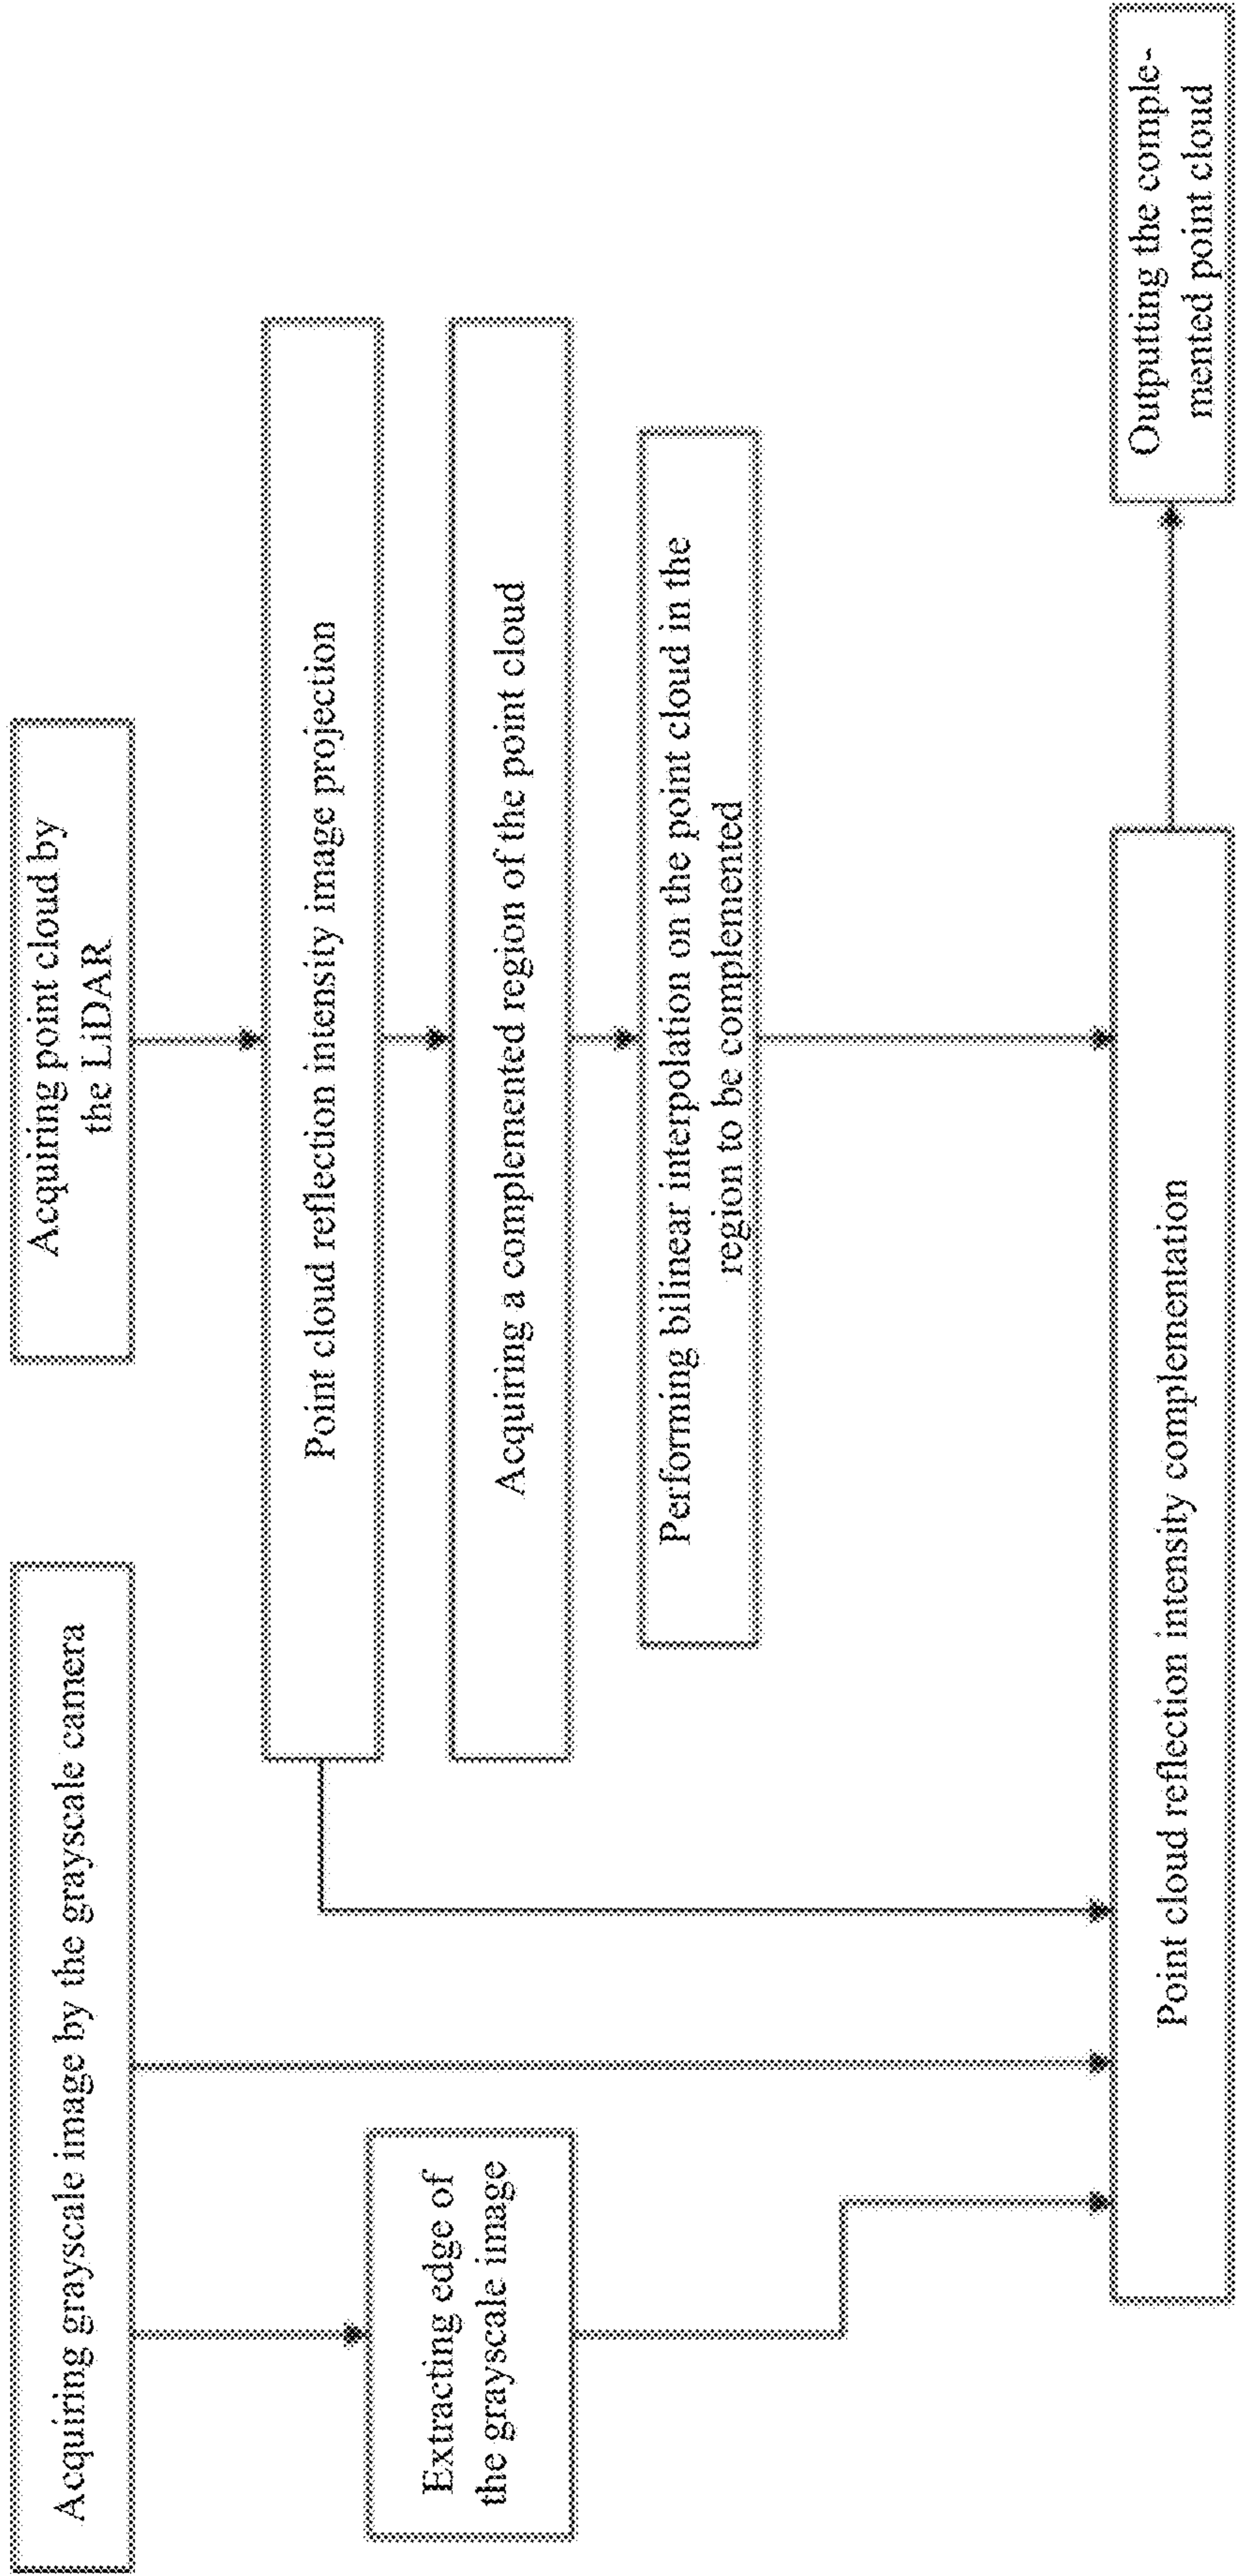 Acquiring grayscale image by the grayscale camera
Acquiring point cloud by
the LiDAR
Point cloud reflection intensity image projection
Extracting edge of
the grayscale image
Acquiring a complemented region of the point cloud
Performing bilinear interpolation on the point cloud in the
region to be complemented
Point cloud reflection intensity complementation
Outputting the comple-
mented point cloud